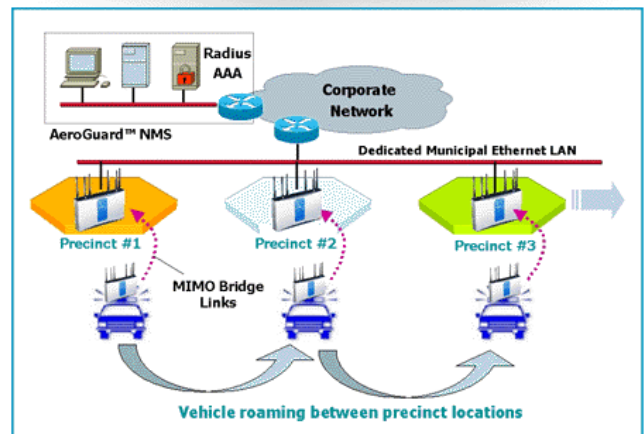 Radius
AAA
Corporate
Network
AeroGuard™ NMS
Dedicated Municipal Ethernet LAN
Precinct #1
Precinct #2
Precinct #3
MIMO Bridge
Links
Vehicle roaming between precinct locations